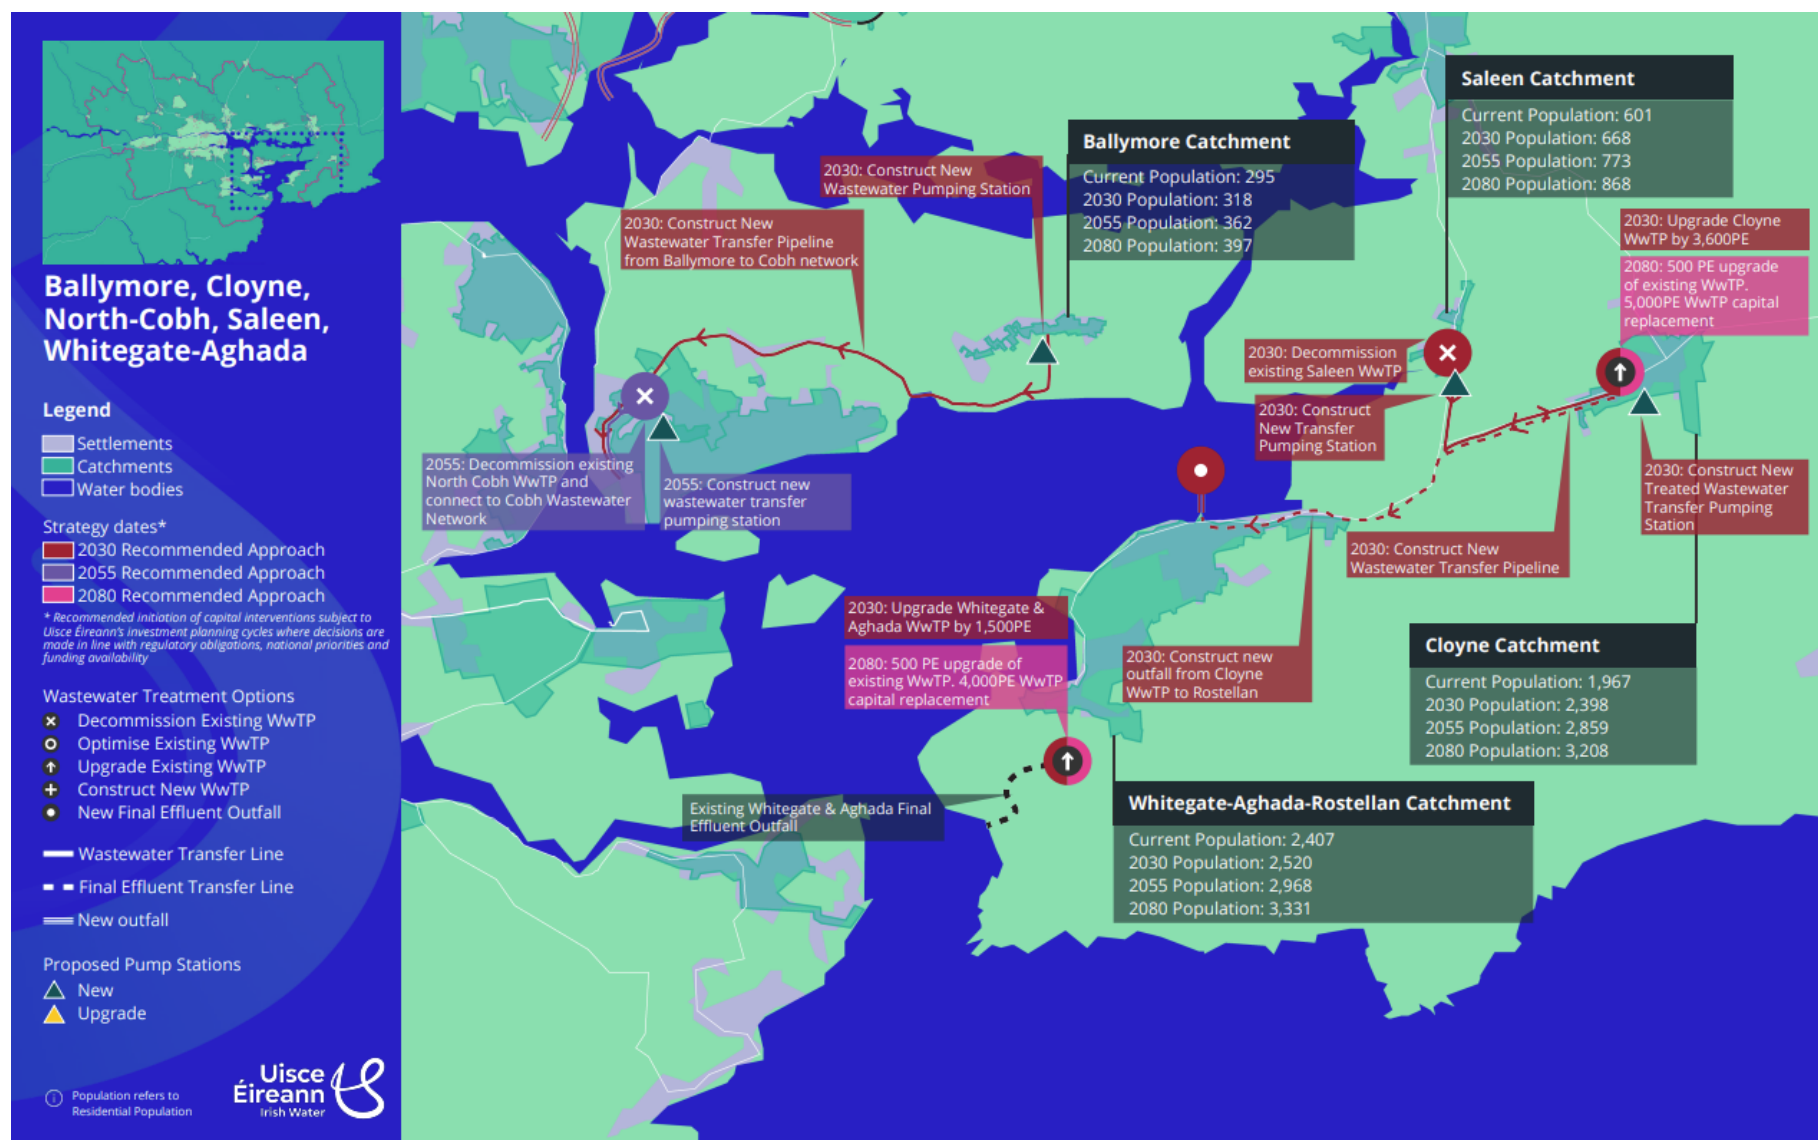 Ballymore, Cloyne,
North-Cobh, Saleen,
Whitegate-Aghada
Legend
Settlements
Catchments
Water bodies
Strategy dates*
2030 Recommended Approach
2055 Recommended Approach
2080 Recommended Approach
* Recommended initiation of capital interventions subject to
Uisce Éireann's investment planning cycles where decisions are
made in line with regulatory obligations, national priorities and
funding availability
Wastewater Treatment Options
Decommission Existing WwTP
Optimise Existing WwTP
Upgrade Existing WwTP
Construct New WwTP
New Final Effluent Outfall
Wastewater Transfer Line
Final Effluent Transfer Line
New outfall
Proposed Pump Stations
New
Upgrade
Population refers to
Residential Population
Uisce
Éireann
Irish Water
Saleen Catchment
Current Population: 601
2030 Population: 668
2055 Population: 773
2080 Population: 868
Ballymore Catchment
Current Population: 295
2030 Population: 318
2055 Population: 362
2080 Population: 397
2030: Construct New
Wastewater Pumping Station
2030: Construct New
Wastewater Transfer Pipeline
from Ballymore to Cobh network
2030: Upgrade Cloyne
WwTP by 3,600PE
2080: 500 PE upgrade
of existing WwTP.
5,000PE WwTP capital
replacement
2030: Decommission
existing Saleen WwTP
2030: Construct
New Transfer
Pumping Station
2055: Decommission existing
North Cobh WwTP and
connect to Cobh Wastewater
Network
2055: Construct new
wastewater transfer
pumping station
2030: Construct New
Treated Wastewater
Transfer Pumping
Station
2030: Construct New
Wastewater Transfer Pipeline
2030: Upgrade Whitegate &
Aghada WwTP by 1,500PE
2080: 500 PE upgrade of
existing WwTP. 4,000PE WwTP
capital replacement
2030: Construct new
outfall from Cloyne
WwTP to Rostellan
Cloyne Catchment
Current Population: 1,967
2030 Population: 2,398
2055 Population: 2,859
2080 Population: 3,208
Existing Whitegate & Aghada Final
Effluent Outfall
Whitegate-Aghada-Rostellan Catchment
Current Population: 2,407
2030 Population: 2,520
2055 Population: 2,968
2080 Population: 3,331